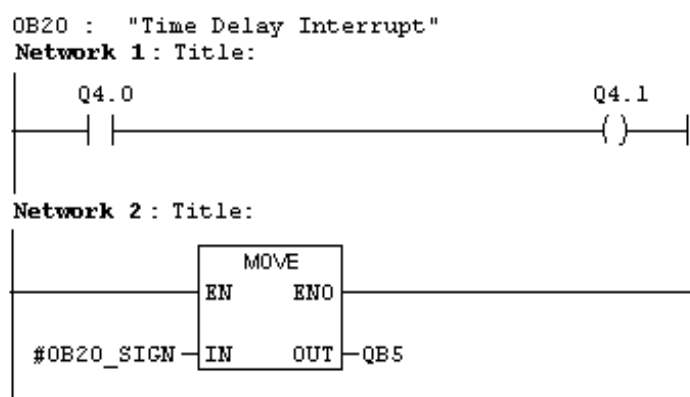 OB20 : "Time Delay Interrupt"
Network 1: Title:
Q4.0 Q4.1
Network 2: Title:
MOVE
EN ENO
#OB20_SIGN IN OUT QB5